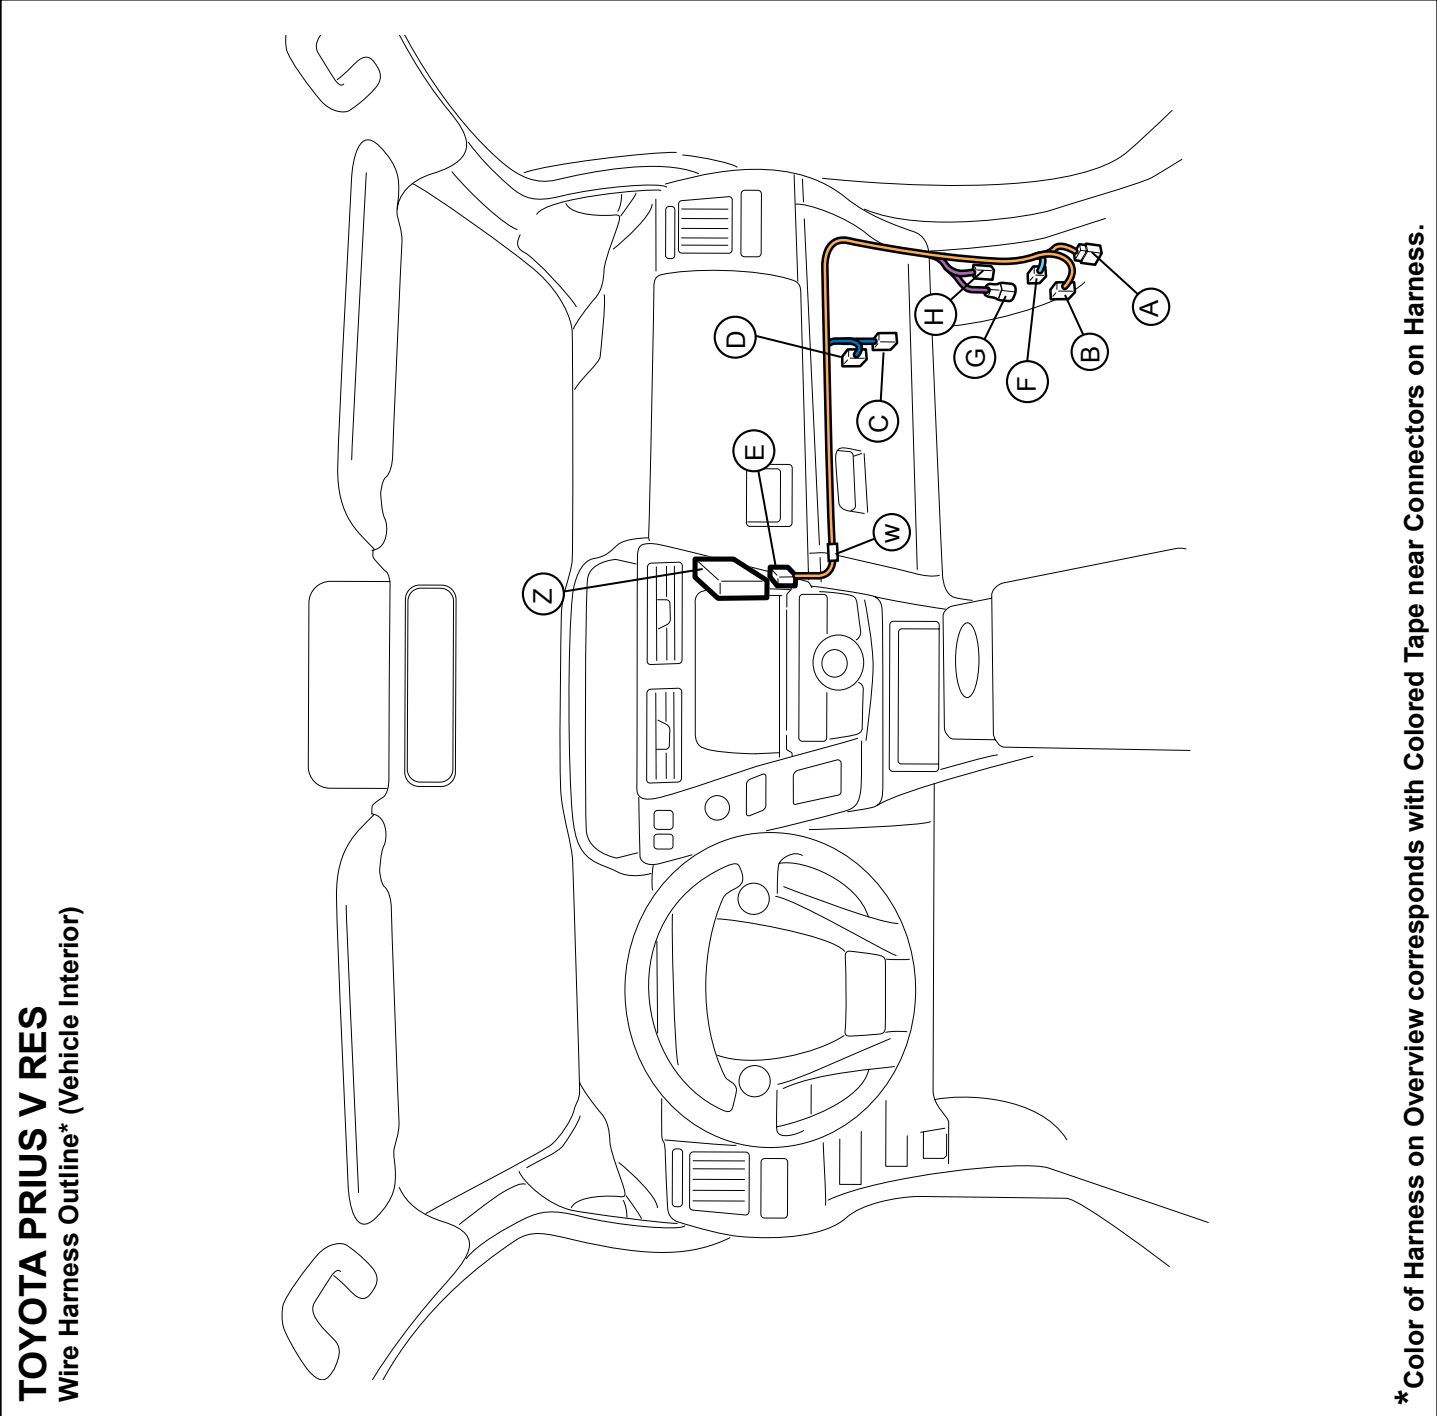 TOYOTA PRIUS V RES
Wire Harness Outline* (Vehicle Interior)
Z
E
D
W
C
H
G
F
B
A
*Color of Harness on Overview corresponds with Colored Tape near Connectors on Harness.